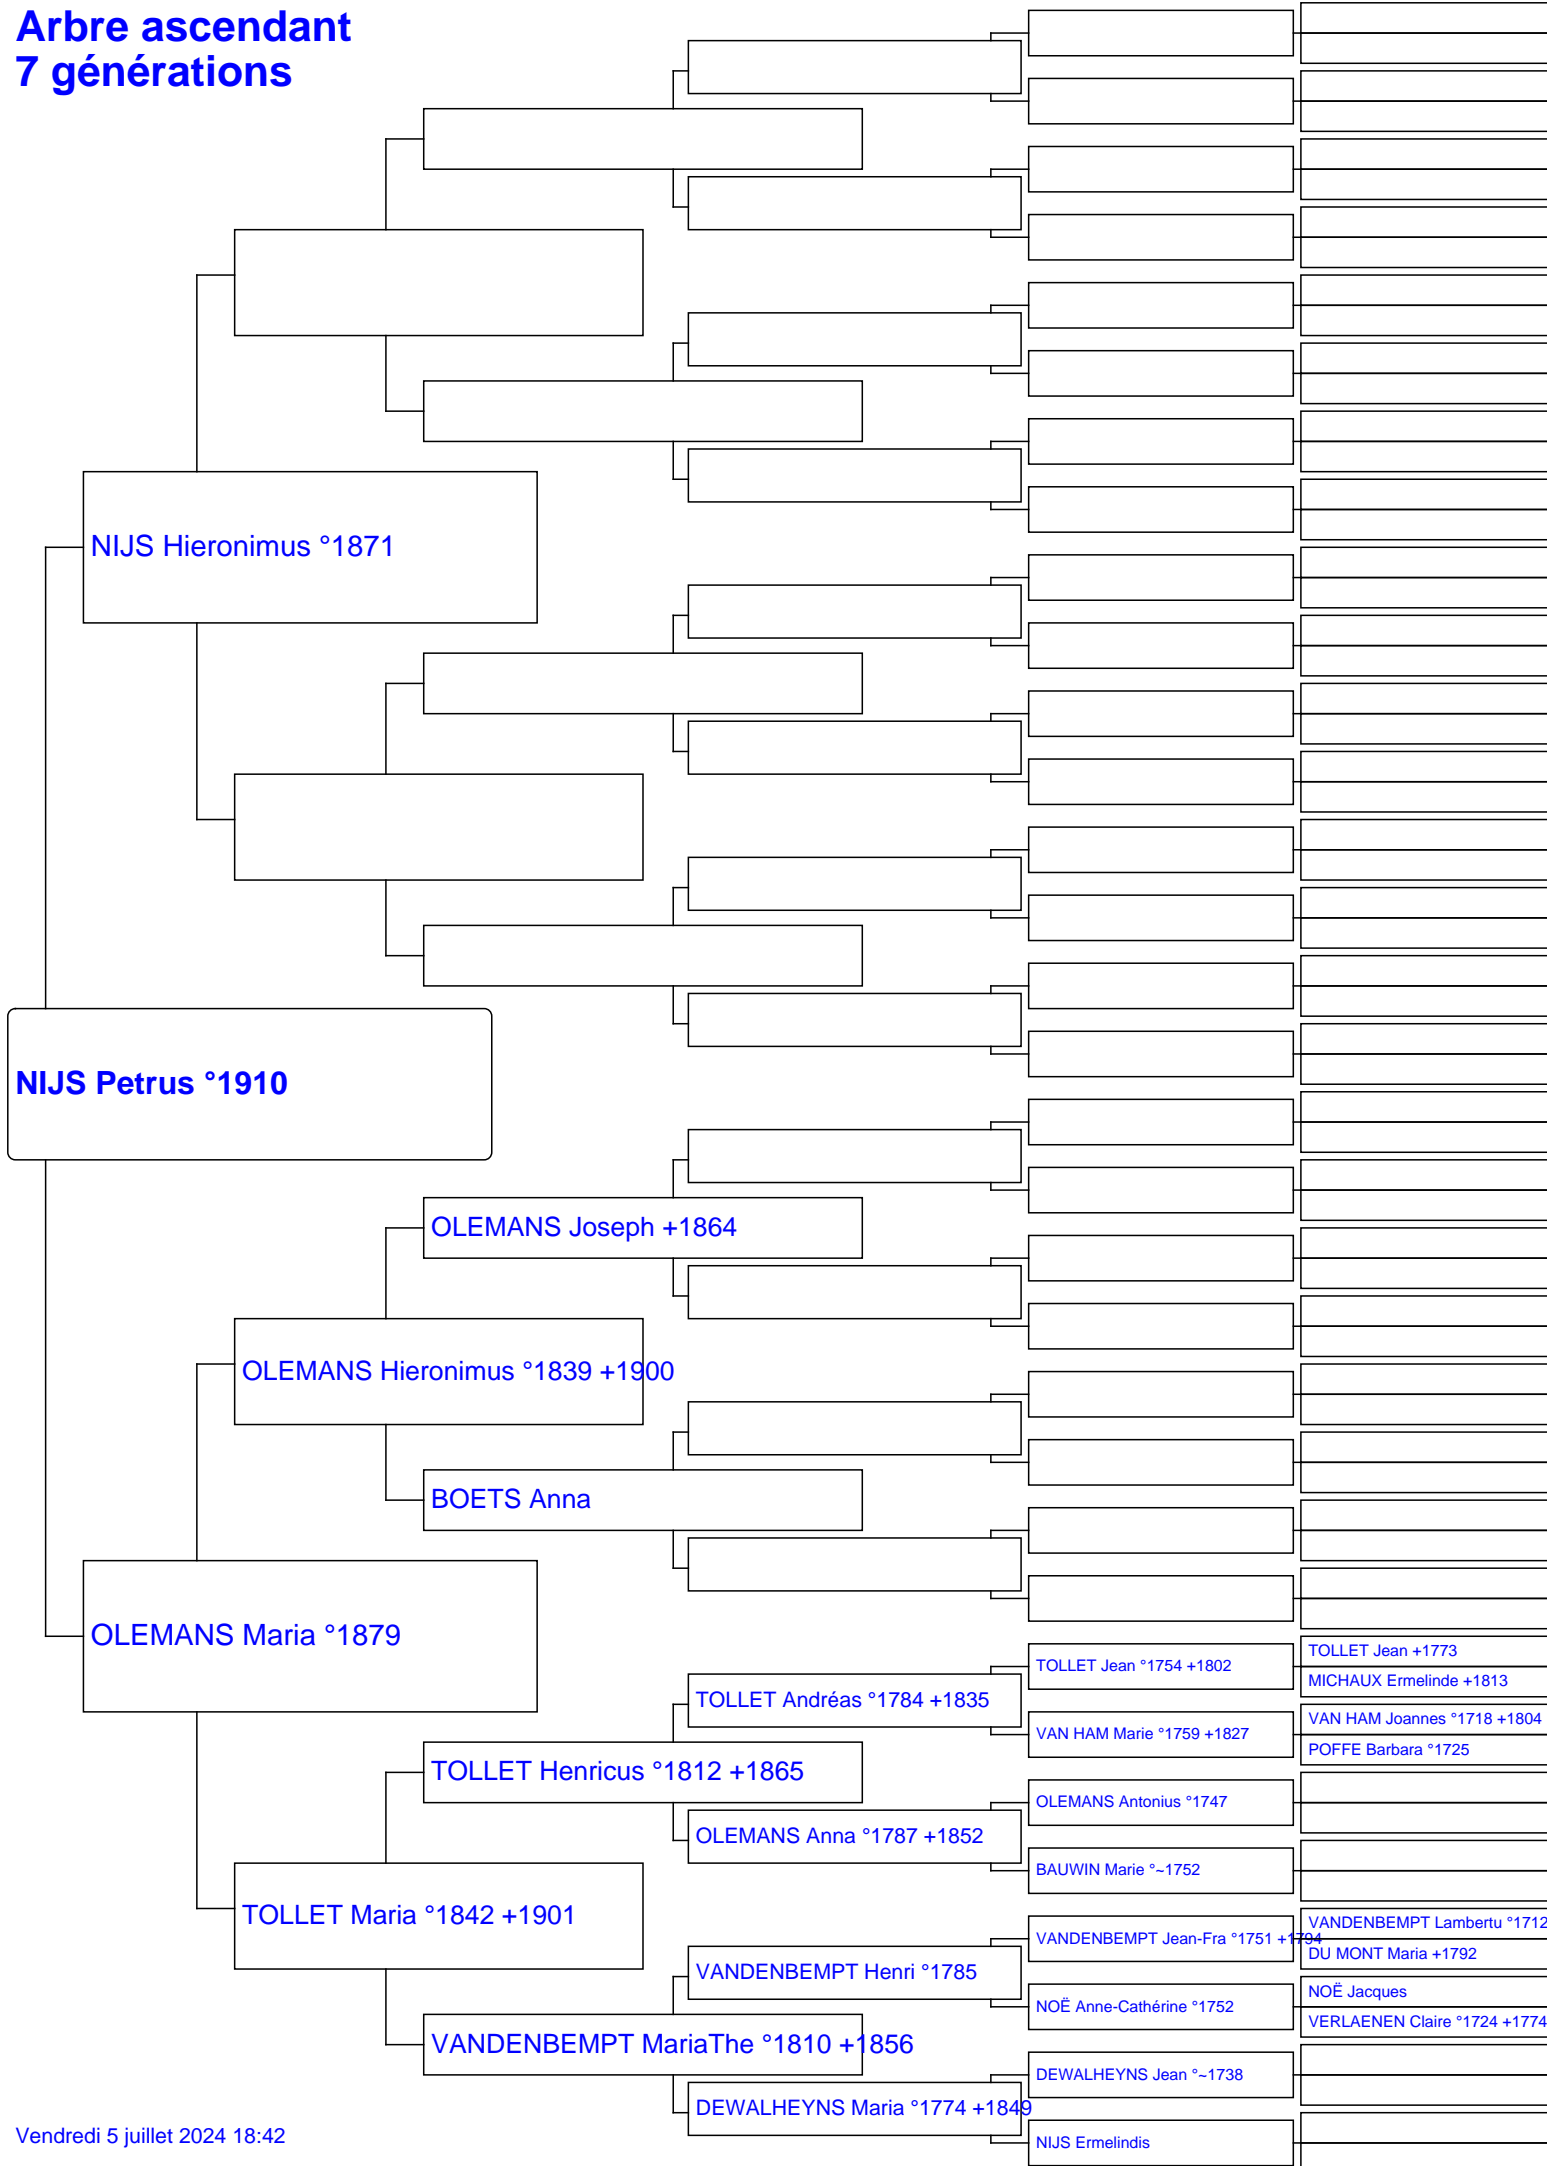 Arbre ascendant
7 générations
NIJS Hieronimus °1871
NIJS Petrus °1910
OLEMANS Joseph +1864
OLEMANS Hieronimus °1839 +1900
BOETS Anna
OLEMANS Maria °1879
TOLLET Jean °1754 +1802
TOLLET Jean +1773
MICHAUX Ermelinde +1813
TOLLET Andréas °1784 +1835
VAN HAM Marie °1759 +1827
VAN HAM Joannes °1718 +1804
POFFE Barbara °1725
TOLLET Henricus °1812 +1865
OLEMANS Antonius °1747
OLEMANS Anna °1787 +1852
BAUWIN Marie °~1752
TOLLET Maria °1842 +1901
VANDENBEMPT Jean-Fra °1751 +1794
VANDENBEMPT Lambertu °1712
DU MONT Maria +1792
VANDENBEMPT Henri °1785
NOË Anne-Cathérine °1752
NOË Jacques
VERLAENEN Claire °1724 +1774
VANDENBEMPT MariaThe °1810 +1856
DEWALHEYNS Jean °~1738
DEWALHEYNS Maria °1774 +1849
NIJS Ermelindis
Vendredi 5 juillet 2024 18:42